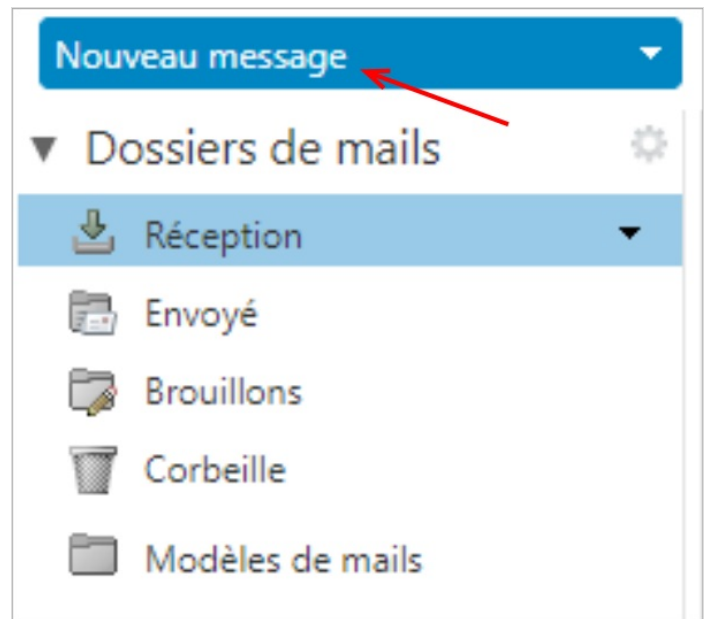 Nouveau message
Dossiers de mails
Réception
Envoyé
Brouillons
Corbeille
Modèles de mails